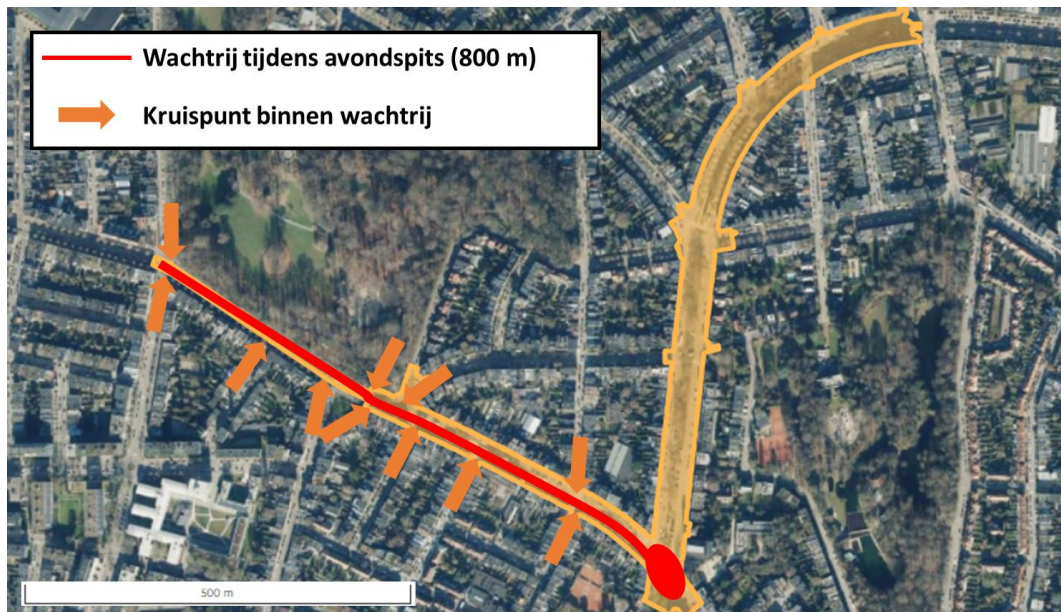 Wachtrij tijdens avondspits (800 m)
Kruispunt binnen wachtrij
500 m